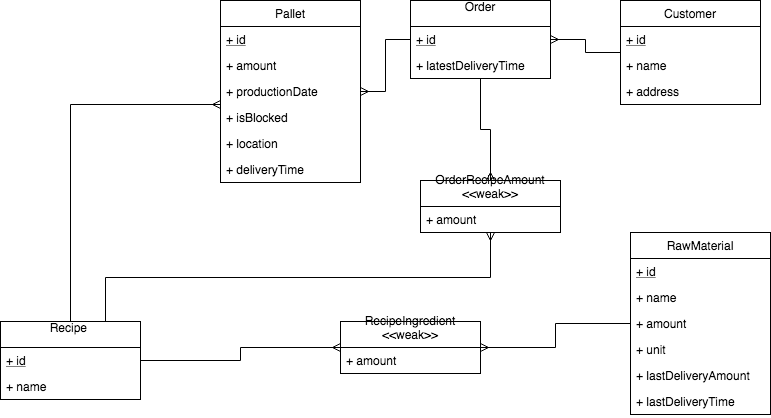 Pallet
+ id
+ amount
+ productionDate
+ isBlocked
+ location
+ deliveryTime
Order
+ id
+ latestDeliveryTime
Customer
+ id
+ name
+ address
OrderRecipeAmount
<<weak>>
+ amount
RawMaterial
+ id
+ name
+ amount
+ unit
+ lastDeliveryAmount
+ lastDeliveryTime
Recipe
+ id
+ name
RecipeIngredient
<<weak>>
+ amount